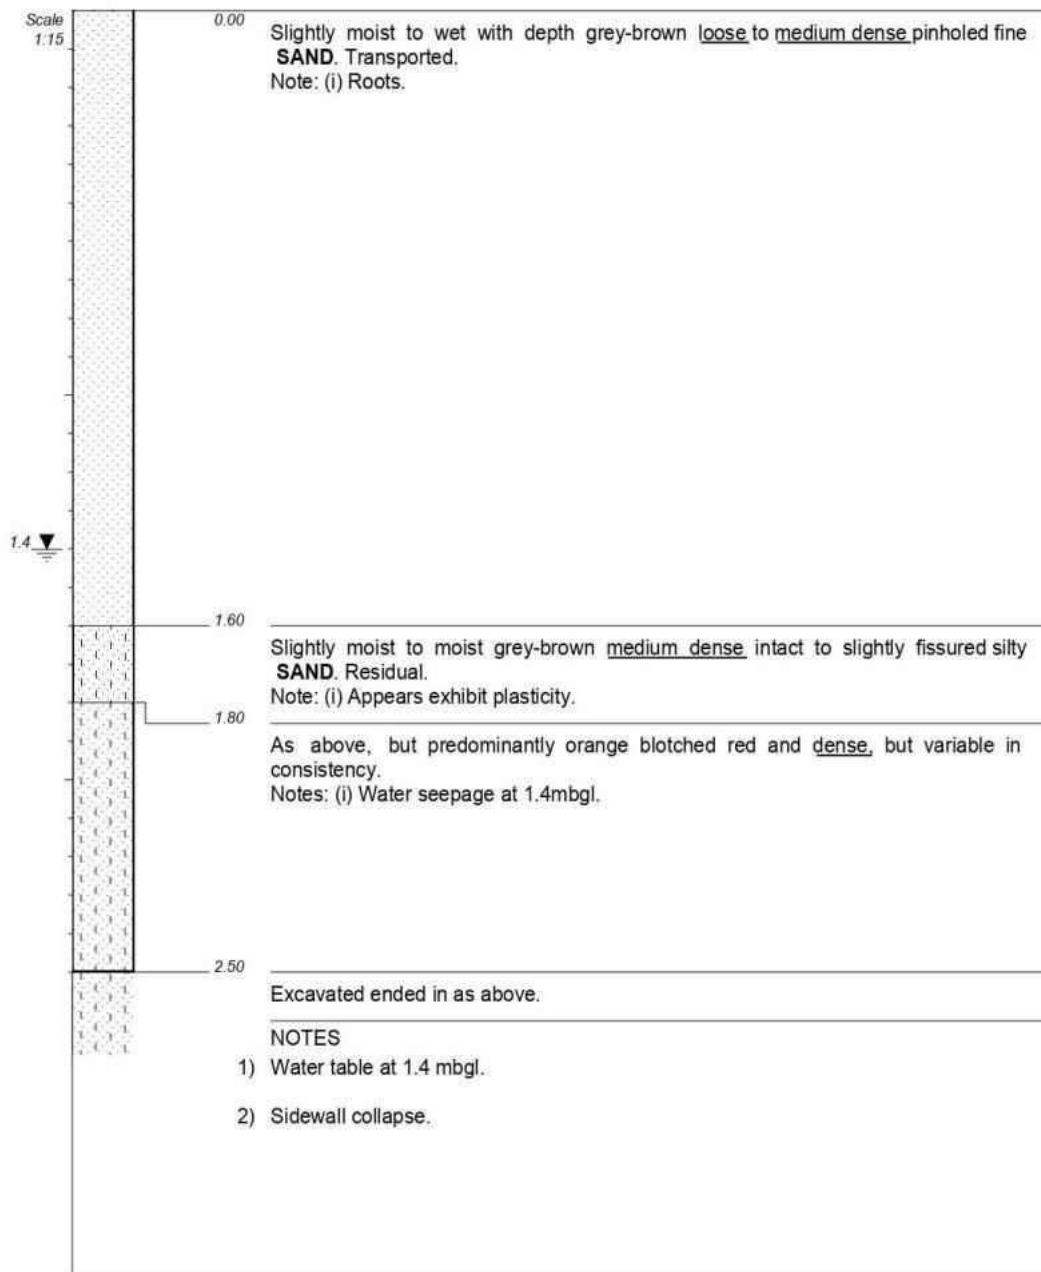 Scale
1:15
0.00
Slightly moist to wet with depth grey-brown loose to medium dense pinholed fine
SAND. Transported.
Note: (i) Roots.
1.4
1.60
Slightly moist to moist grey-brown medium dense intact to slightly fissured silty
SAND. Residual.
Note: (i) Appears exhibit plasticity.
1.80
As above, but predominantly orange blotched red and dense, but variable in
consistency.
Notes: (i) Water seepage at 1.4mbgl.
2.50
Excavated ended in as above.
NOTES
1) Water table at 1.4 mbgl.
2) Sidewall collapse.